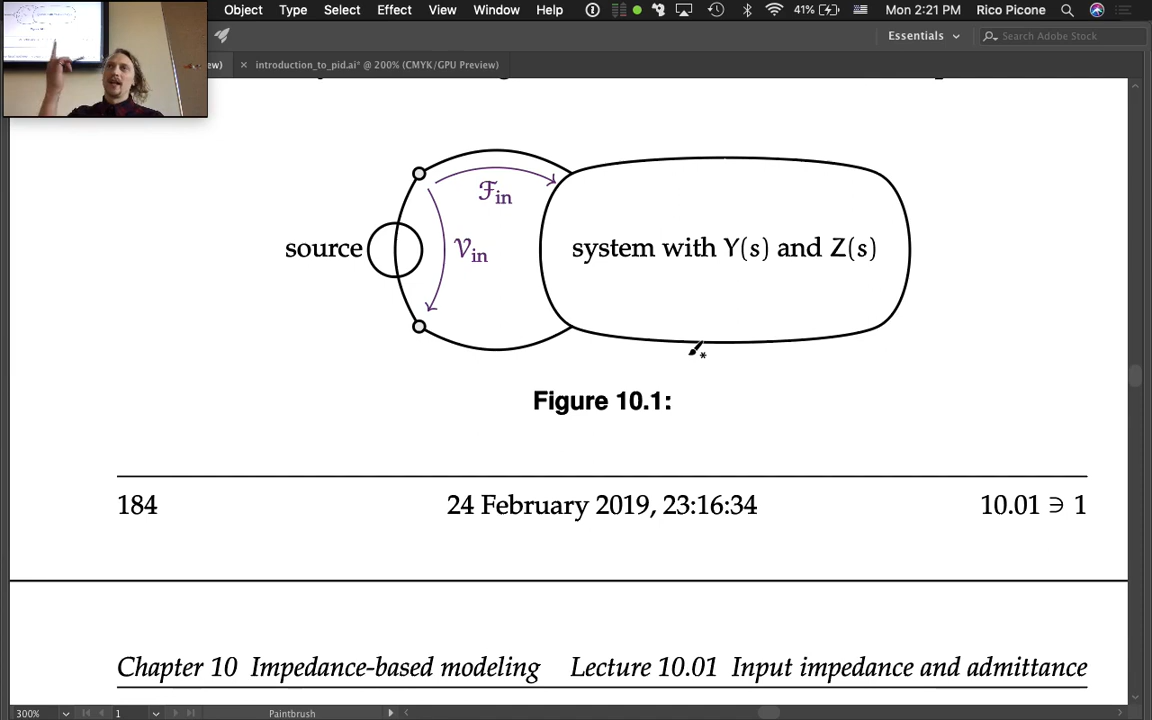 Object Type Select Effect View Window Help 41% Mon 2:21 PM Rico Picone
Essentials Search Adobe Stock
ew) × introduction_to_pid.ai* @ 200% (CMYK/GPU Preview)
ℱin
source 𝒱in system with Y(s) and Z(s)
Figure 10.1:
184 24 February 2019, 23:16:34 10.01 ∋ 1
Chapter 10 Impedance-based modeling Lecture 10.01 Input impedance and admittance
300% 1 Paintbrush